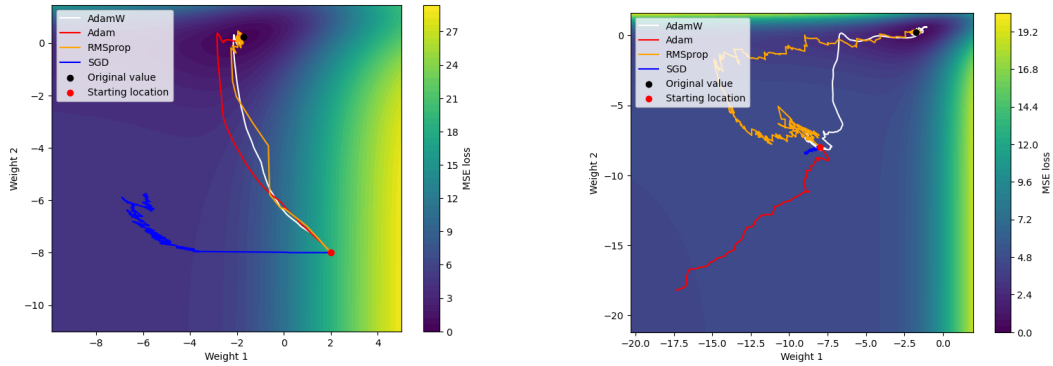 AdamW
Adam
RMSprop
SGD
Original value
Starting location
0
−2
−4
−6
−8
−10
Weight 2
−8
−6
−4
−2
0
2
4
Weight 1
27
24
21
18
15
12
9
6
3
0
MSE loss
AdamW
Adam
RMSprop
SGD
Original value
Starting location
0
−5
−10
−15
−20
Weight 2
−20.0
−17.5
−15.0
−12.5
−10.0
−7.5
−5.0
−2.5
0.0
Weight 1
19.2
16.8
14.4
12.0
9.6
7.2
4.8
2.4
0.0
MSE loss